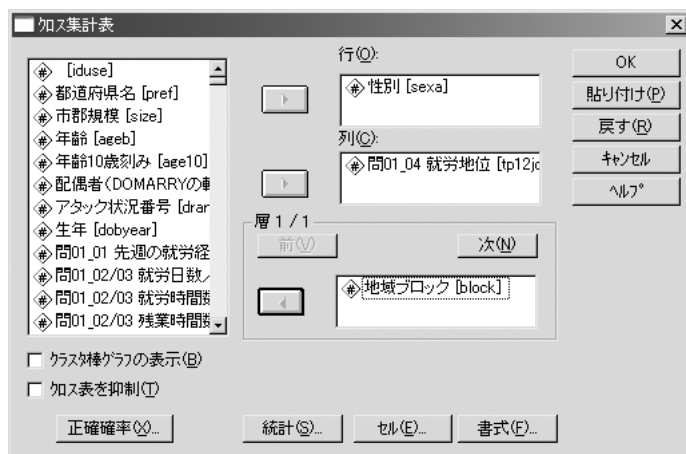 クロス集計表
[iduse]
都道府県名 [pref]
市郡規模 [size]
年齢 [ageb]
年齢10歳刻み [age10]
配偶者(DOMARRYの
アタック状況番号 [drar
生年 [dobyear]
問01_01 先週の就労経
問01_02/03 就労日数/
問01_02/03 就労時間数
問01_02/03 残業時間数
行(O):
性別 [sexa]
列(C):
問01_04 就労地位 [tp12jo
層 1 / 1
前(V)
次(N)
地域ブロック [block]
OK
貼り付け(P)
戻す(R)
キャンセル
ヘルプ
クラスタ棒グラフの表示(B)
クロス表を抑制(T)
正確確率(X)...
統計(S)...
セル(E)...
書式(F)...